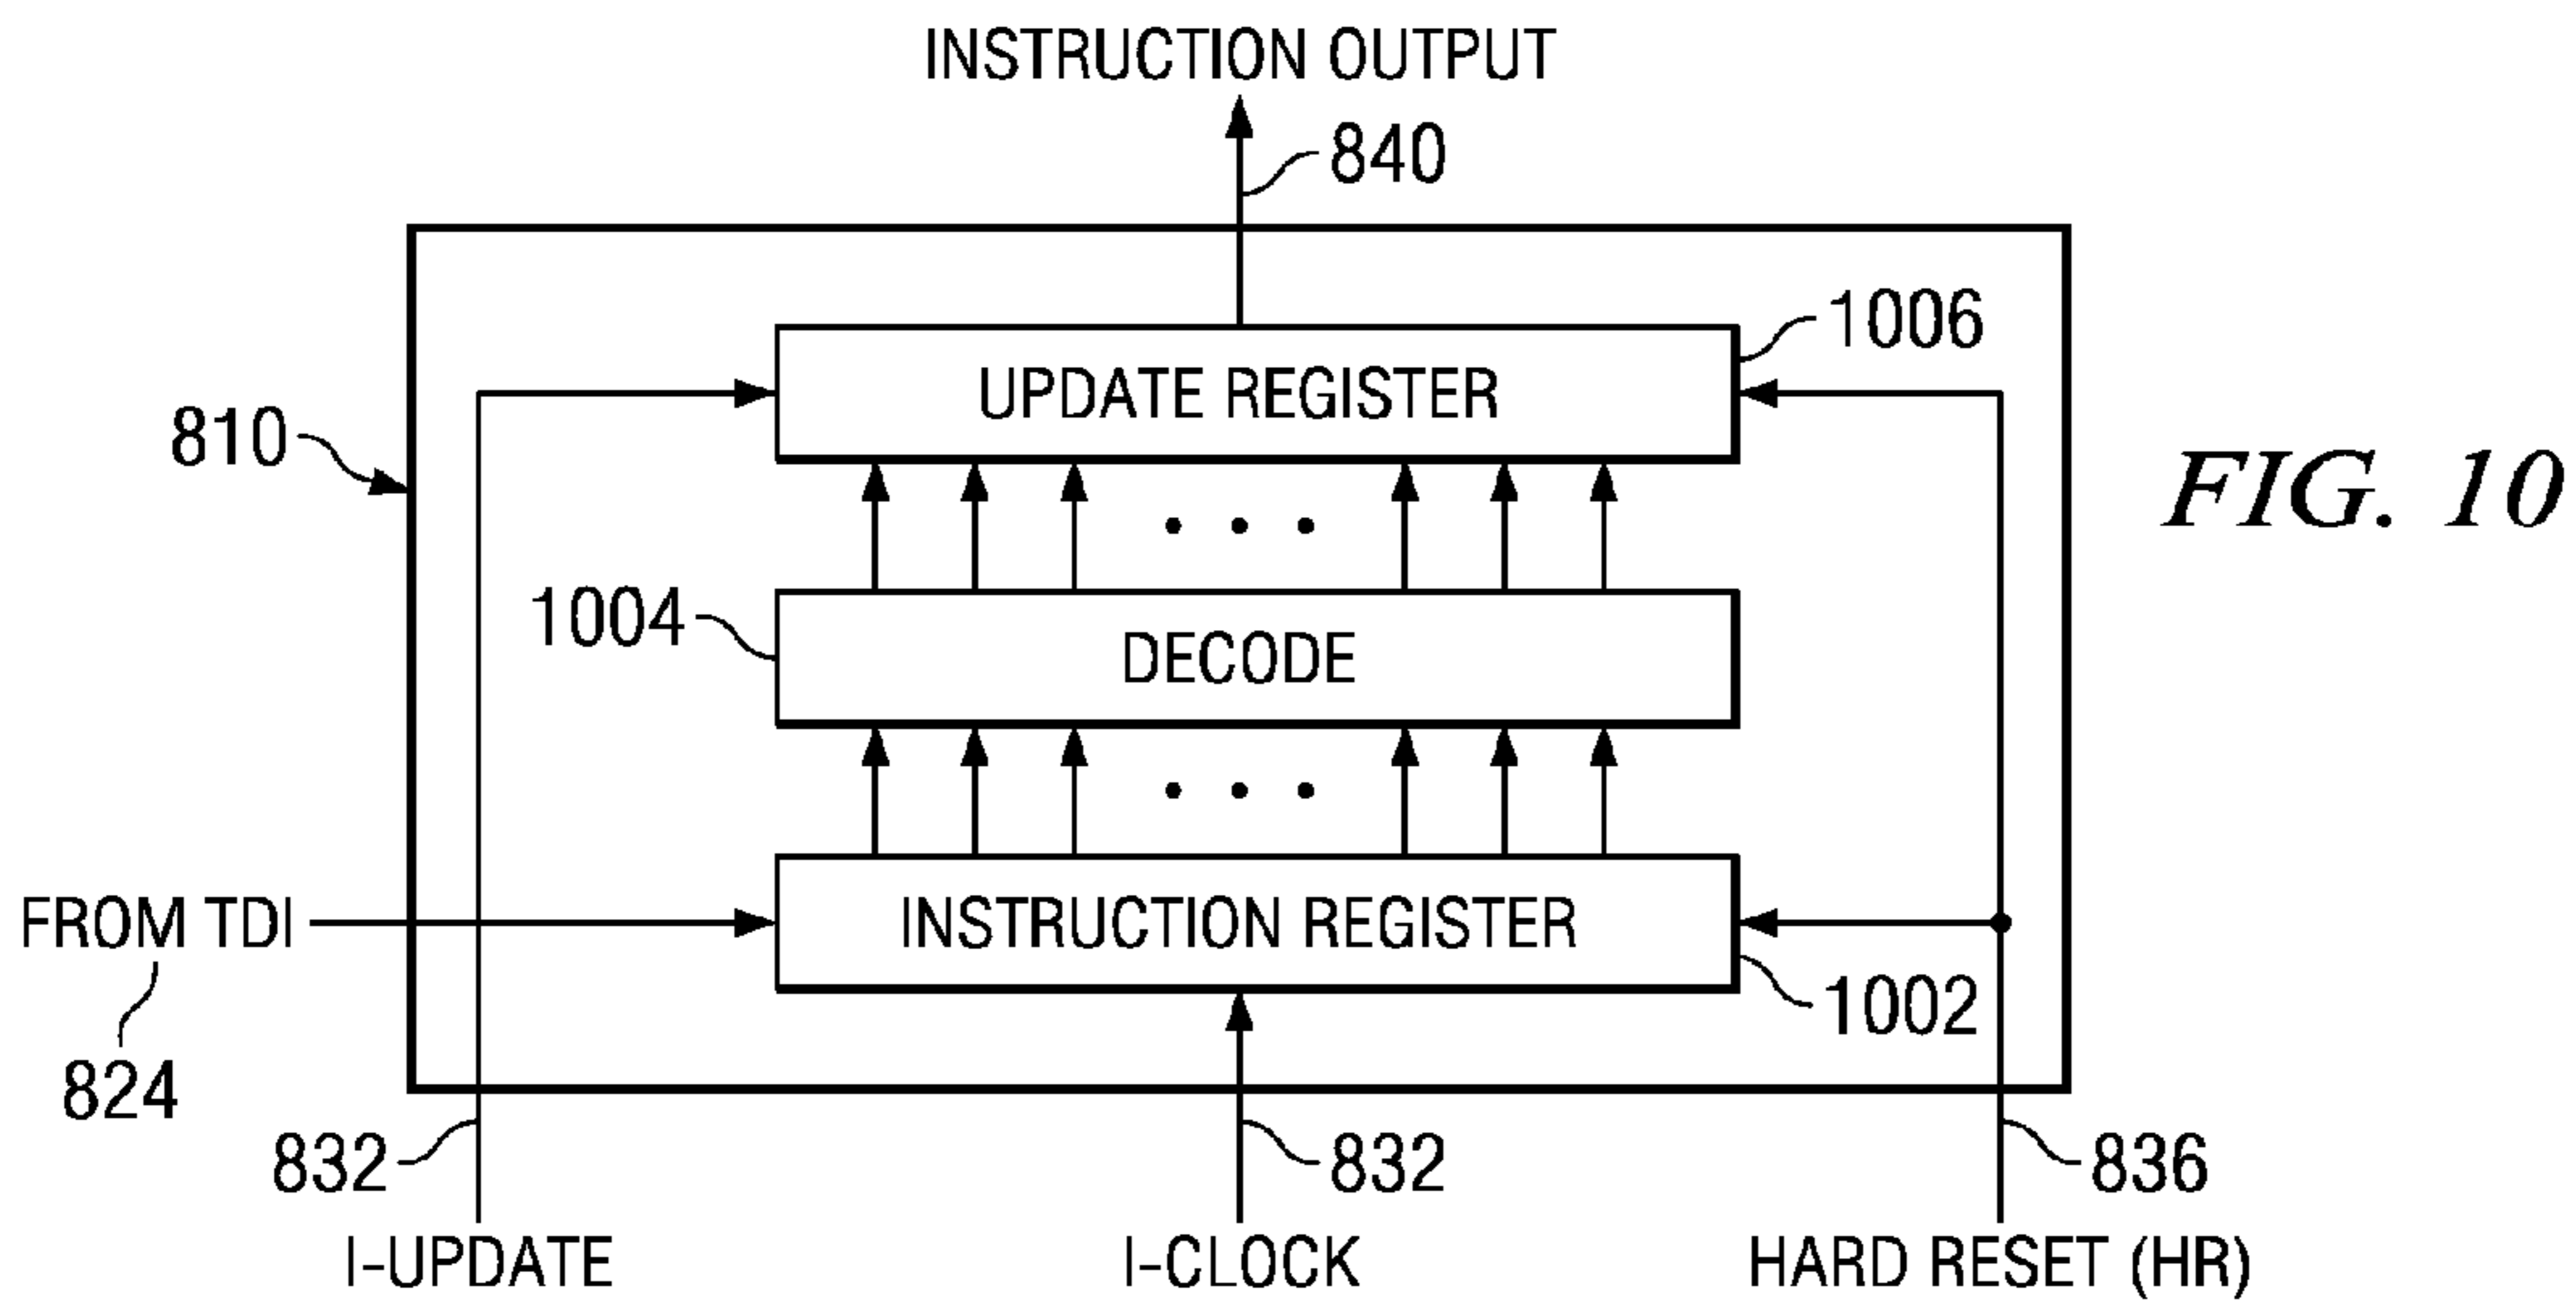 INSTRUCTION OUTPUT
840
1006
UPDATE REGISTER
810
FIG. 10
1004
DECODE
FROM TDI
INSTRUCTION REGISTER
1002
824
832
832
836
I-UPDATE
I-CLOCK
HARD RESET (HR)